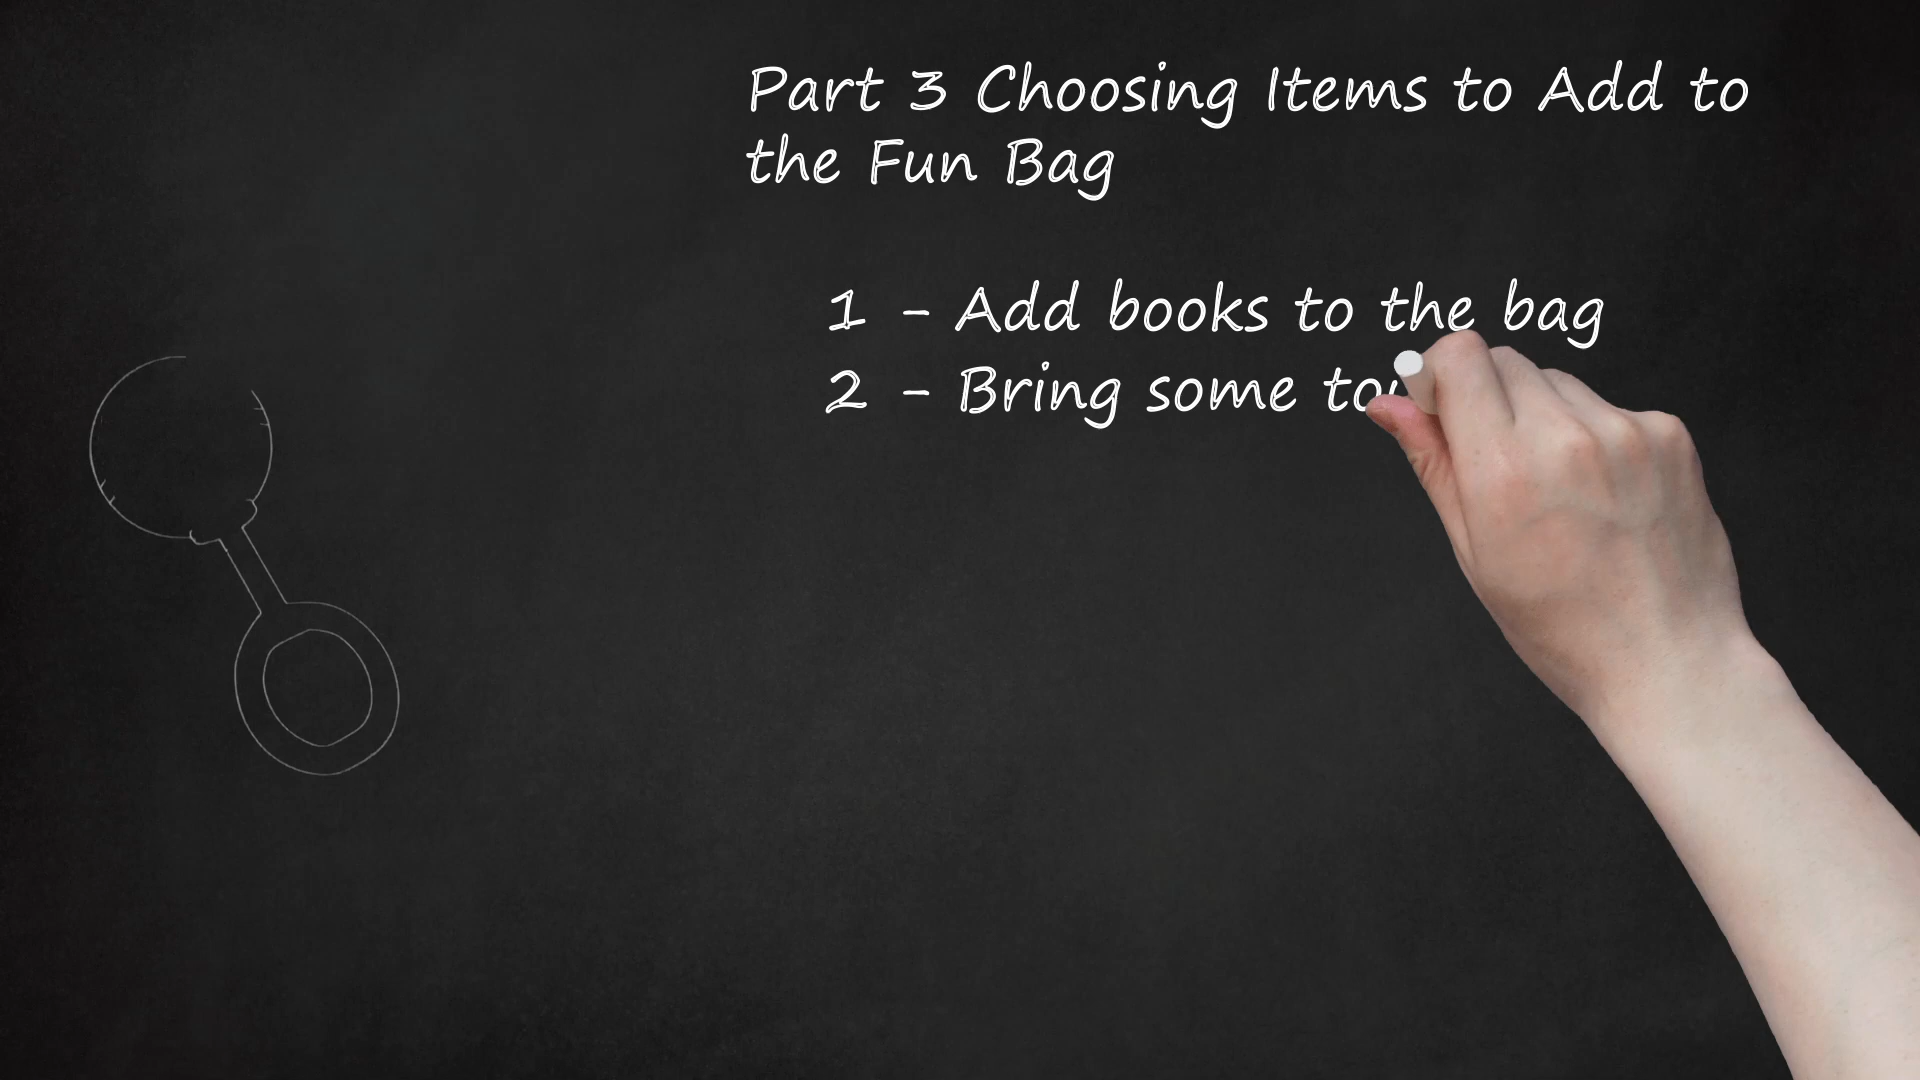 Part 3 Choosing Items to Add to
the Fun Bag
1 - Add books to the bag
2 - Bring some